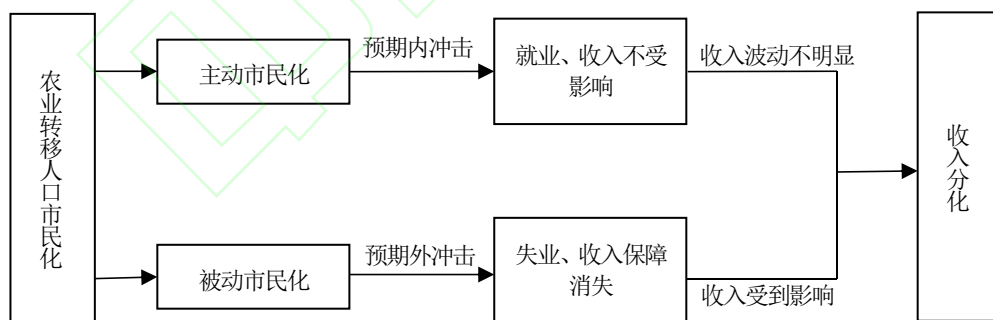 农业转移人口市民化
主动市民化
预期内冲击
就业、收入不受
影响
收入波动不明显
被动市民化
预期外冲击
失业、收入保障
消失
收入受到影响
收入分化